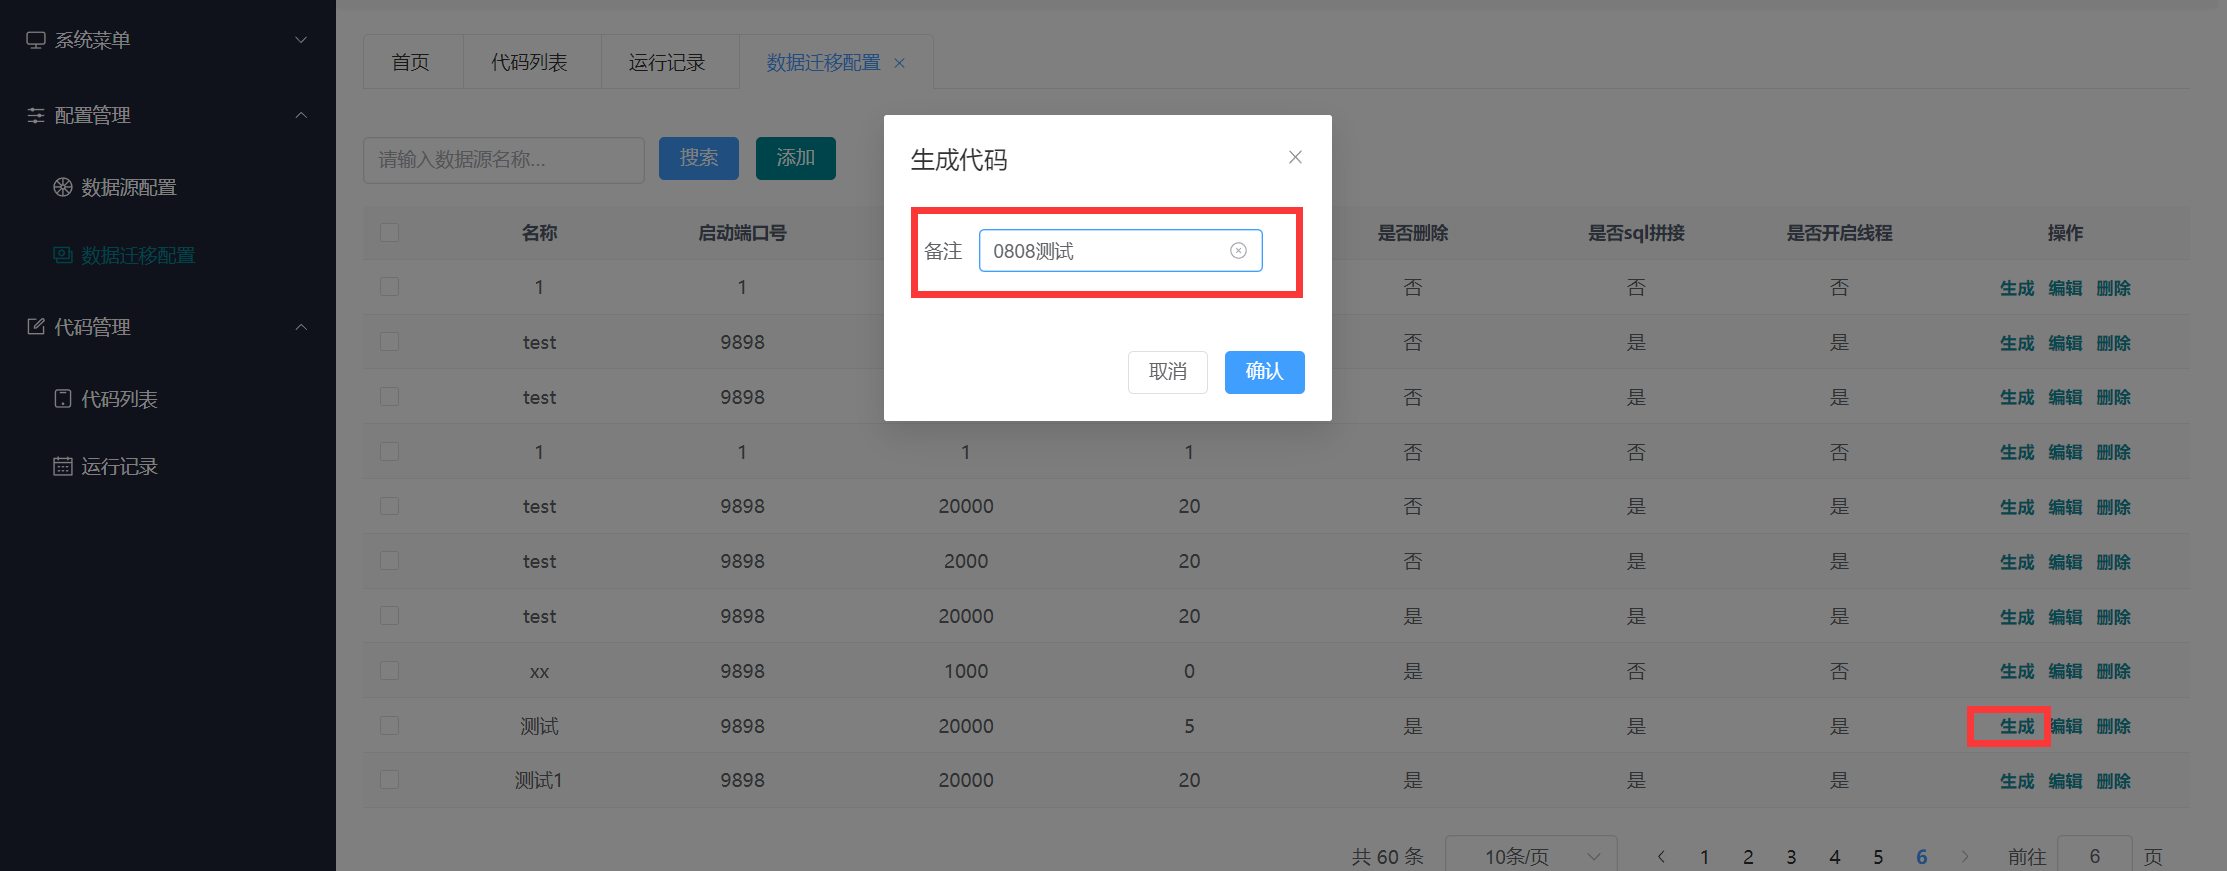 系统菜单
配置管理
数据源配置
数据迁移配置
代码管理
代码列表
运行记录
首页 代码列表 运行记录 数据迁移配置
请输入数据源名称... 搜索 添加
生成代码
备注 0808测试
取消 确认
名称 启动端口号 是否删除 是否sql拼接 是否开启线程 操作
1 1 否 否 否 生成 编辑 删除
test 9898 否 是 是 生成 编辑 删除
test 9898 否 是 是 生成 编辑 删除
1 1 1 1 否 否 否 生成 编辑 删除
test 9898 20000 20 否 是 是 生成 编辑 删除
test 9898 2000 20 否 是 是 生成 编辑 删除
test 9898 20000 20 是 是 是 生成 编辑 删除
xx 9898 1000 0 是 否 否 生成 编辑 删除
测试 9898 20000 5 是 是 是 生成 编辑 删除
测试1 9898 20000 20 是 是 是 生成 编辑 删除
共 60 条 10条/页 1 2 3 4 5 6 前往 6 页